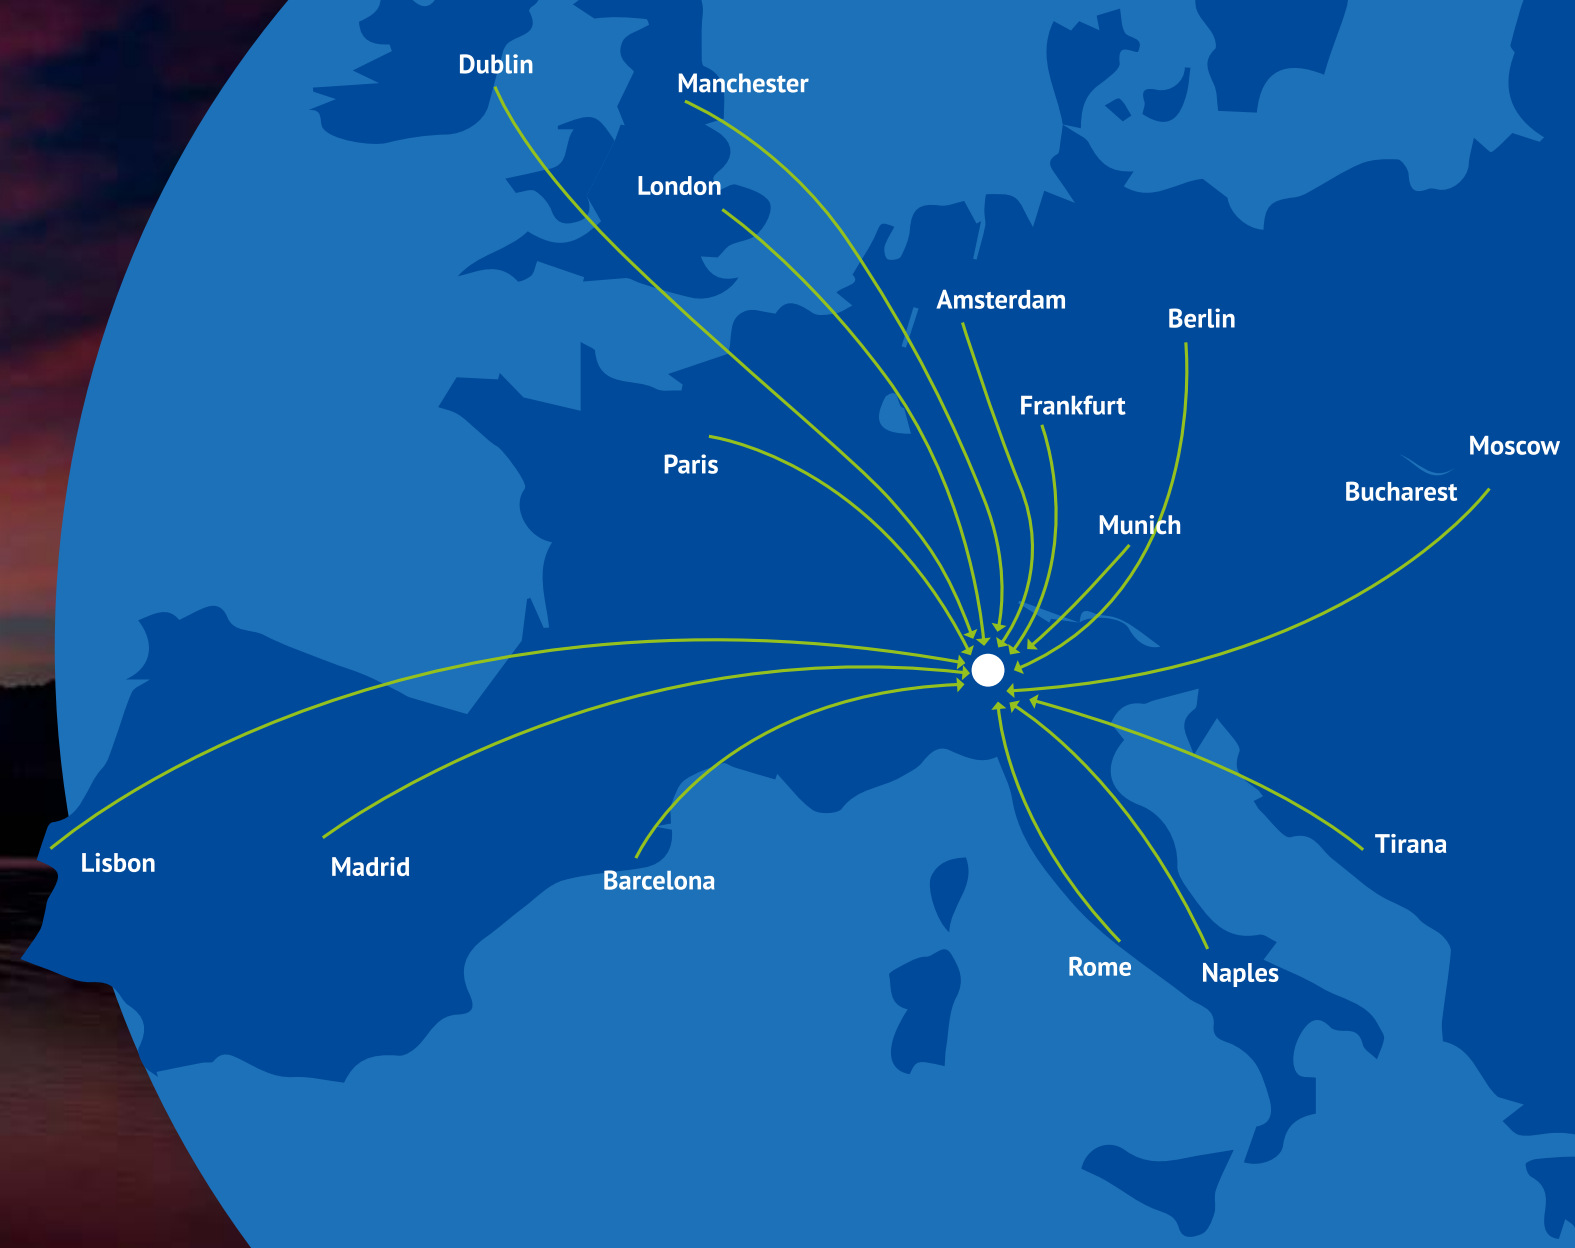 Dublin
Manchester
London
Amsterdam
Berlin
Frankfurt
Moscow
Paris
Bucharest
Munich
Tirana
Lisbon
Madrid
Barcelona
Rome
Naples